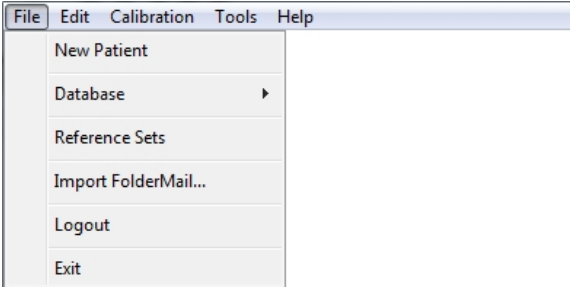 File Edit Calibration Tools Help
New Patient
Database
Reference Sets
Import FolderMail...
Logout
Exit